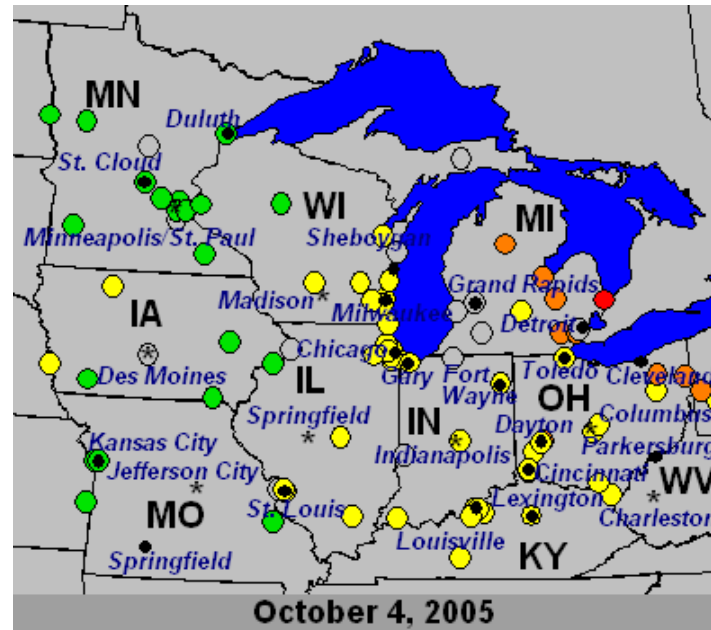 MN
Duluth
St. Cloud
WI
MI
Minneapolis/St. Paul
Sheboygan
Grand Rapids
Madison
*
Milwaukee
IA
Detroit
Chicago
*
Des Moines
IL
Gary
Fort
Wayne
Toledo
Cleveland
OH
Springfield
*
IN
Columbus
*
Dayton
Kansas City
Indianapolis
*
Parkersburg
Jefferson City
*
Cincinnati
WV
*
St. Louis
Lexington
Charleston
MO
Louisville
KY
Springfield
October 4, 2005